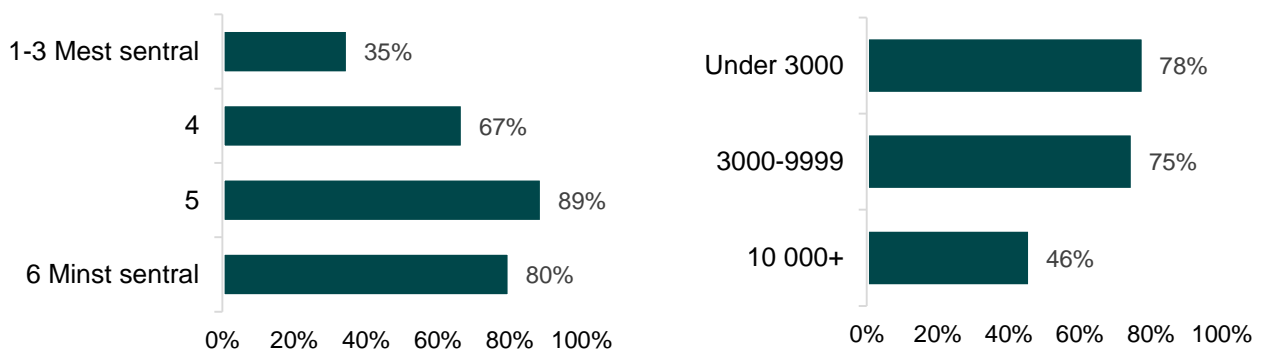 1-3 Mest sentral 35%
4 67%
5 89%
6 Minst sentral 80%
0% 20% 40% 60% 80% 100%
Under 3000 78%
3000-9999 75%
10 000+ 46%
0% 20% 40% 60% 80% 100%